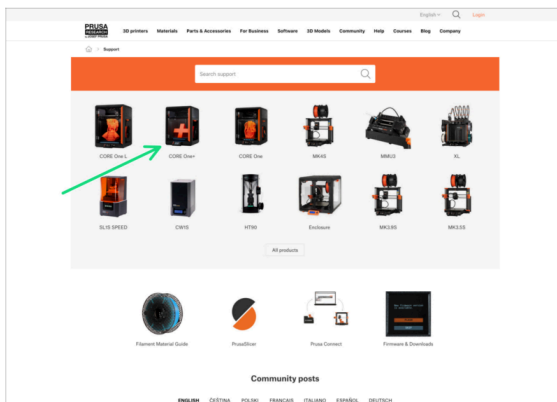 English
Login
PRUSA
RESEARCH
by JOSEF PRUSA
3D printers Materials Parts & Accessories For Business Software 3D Models Community Help Courses Blog Company
Support
Search support
CORE One L CORE One+ CORE One MK4S MMU3 XL
SL1S SPEED CW1S HT90 Enclosure MK3.9S MK3.5S
All products
Filament Material Guide PrusaSlicer Prusa Connect Firmware & Downloads
Community posts
ENGLISH ČEŠTINA POLSKI FRANÇAIS ITALIANO ESPAÑOL DEUTSCH